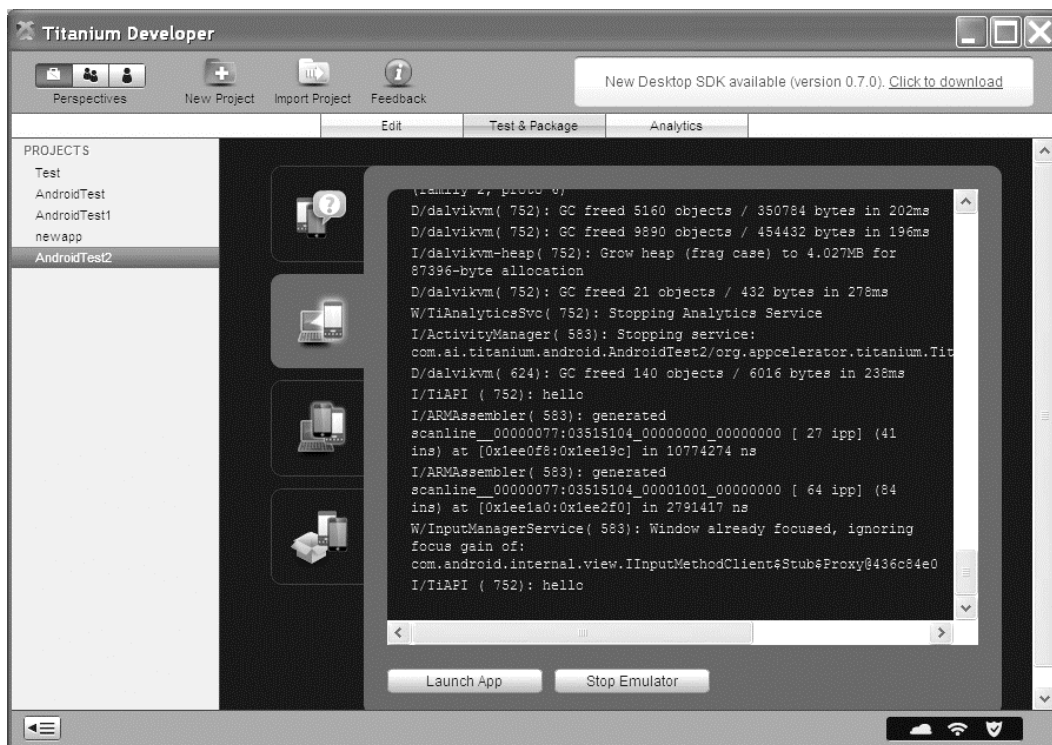 Titanium Developer
Perspectives
New Project
Import Project
Feedback
New Desktop SDK available (version 0.7.0). Click to download
Edit
Test & Package
Analytics
PROJECTS
Test
AndroidTest
AndroidTest1
newapp
AndroidTest2
(family 2, proto 6)
D/dalvikvm( 752): GC freed 5160 objects / 350784 bytes in 202ms
D/dalvikvm( 752): GC freed 9890 objects / 454432 bytes in 196ms
I/dalvikvm-heap( 752): Grow heap (frag case) to 4.027MB for
87396-byte allocation
D/dalvikvm( 752): GC freed 21 objects / 432 bytes in 278ms
W/TiAnalyticsSvc( 752): Stopping Analytics Service
I/ActivityManager( 583): Stopping service:
com.ai.titanium.android.AndroidTest2/org.appcelerator.titanium.Tit
D/dalvikvm( 624): GC freed 140 objects / 6016 bytes in 238ms
I/TiAPI ( 752): hello
I/ARMAssembler( 583): generated
scanline__00000077:03515104_00000000_00000000 [ 27 ipp] (41
ins) at [0x1ee0f8:0x1ee19c] in 10774274 ns
I/ARMAssembler( 583): generated
scanline__00000077:03515104_00001001_00000000 [ 64 ipp] (84
ins) at [0x1ee1a0:0x1ee2f0] in 2791417 ns
W/InputManagerService( 583): Window already focused, ignoring
focus gain of:
com.android.internal.view.IInputMethodClient$Stub$Proxy@436c84e0
I/TiAPI ( 752): hello
Launch App
Stop Emulator